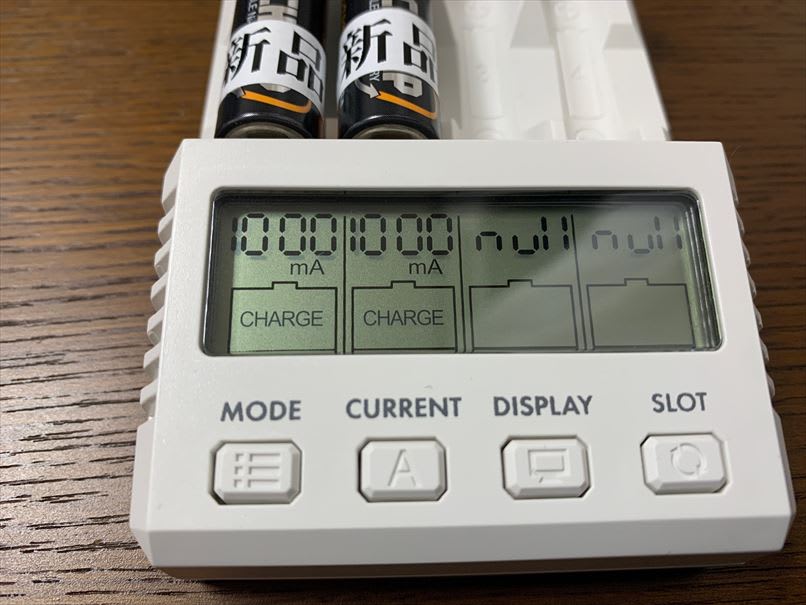 新品
新品
1000 1000 null null
mA mA
CHARGE CHARGE
MODE CURRENT DISPLAY SLOT
A